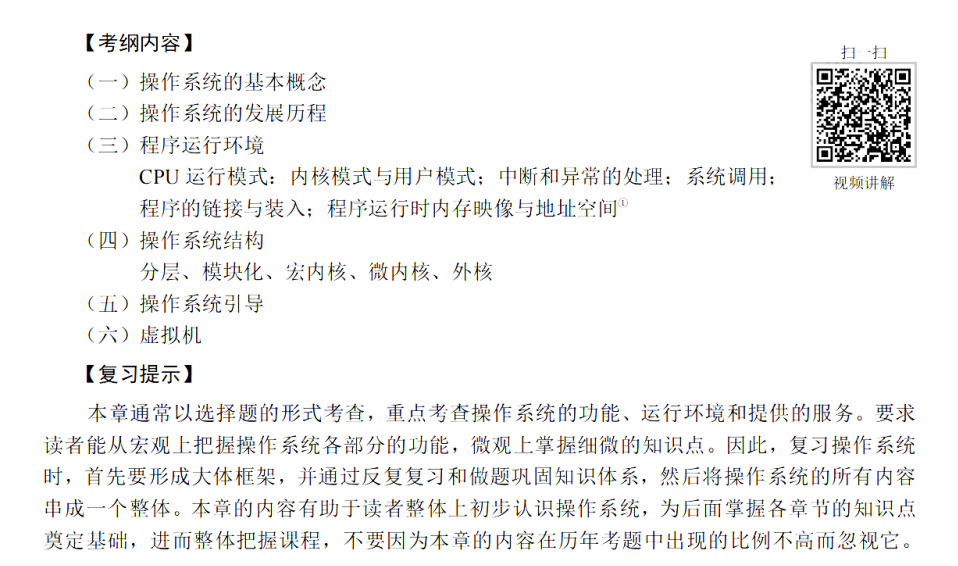 【考纲内容】
扫一扫
（一）操作系统的基本概念
（二）操作系统的发展历程
（三）程序运行环境
CPU 运行模式：内核模式与用户模式；中断和异常的处理；系统调用；
视频讲解
程序的链接与装入；程序运行时内存映像与地址空间①
（四）操作系统结构
分层、模块化、宏内核、微内核、外核
（五）操作系统引导
（六）虚拟机
【复习提示】
本章通常以选择题的形式考查，重点考查操作系统的功能、运行环境和提供的服务。要求
读者能从宏观上把握操作系统各部分的功能，微观上掌握细微的知识点。因此，复习操作系统
时，首先要形成大体框架，并通过反复复习和做题巩固知识体系，然后将操作系统的所有内容
串成一个整体。本章的内容有助于读者整体上初步认识操作系统，为后面掌握各章节的知识点
奠定基础，进而整体把握课程，不要因为本章的内容在历年考题中出现的比例不高而忽视它。